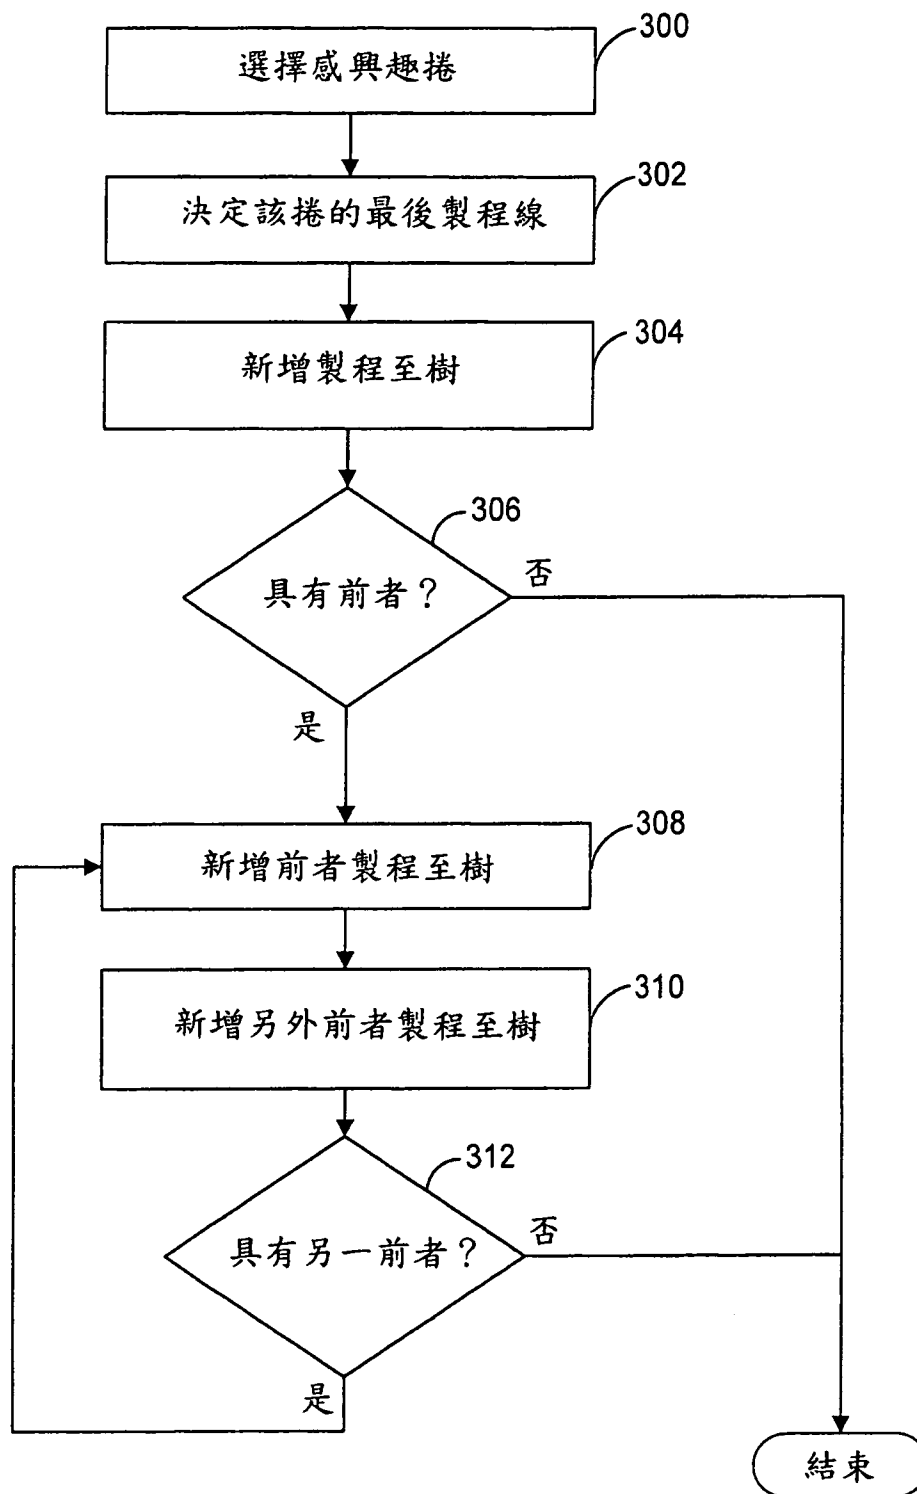 選擇感興趣捲
300
決定該捲的最後製程線
302
新增製程至樹
304
具有前者？
306
否
是
新增前者製程至樹
308
新增另外前者製程至樹
310
具有另一前者？
312
否
是
結束